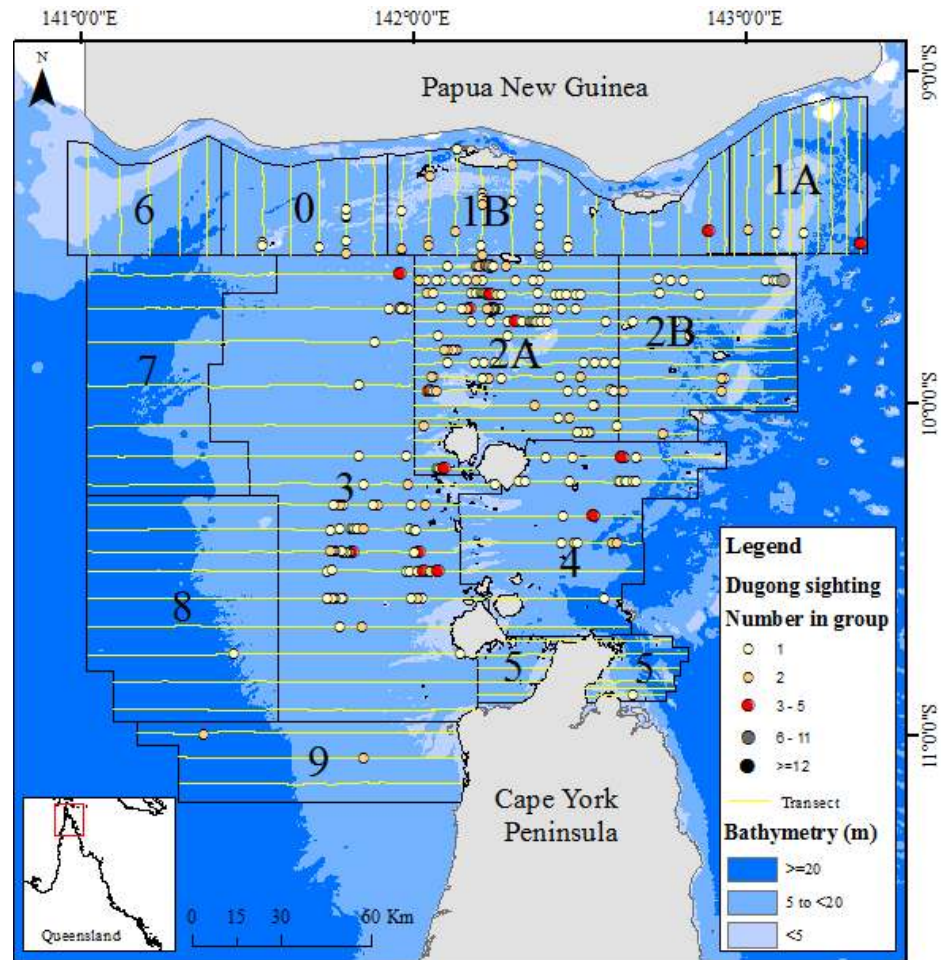 141°0'0"E 142°0'0"E 143°0'0"E
N
9°0'0"S
Papua New Guinea
6 0 1B 1A
7 2A 2B
10°0'0"S
3
4
8
5 5
9
11°0'0"S
Cape York
Peninsula
Queensland
0 15 30 60 Km
Legend
Dugong sighting
Number in group
1
2
3 - 5
6 - 11
>=12
Transect
Bathymetry (m)
>=20
5 to <20
<5